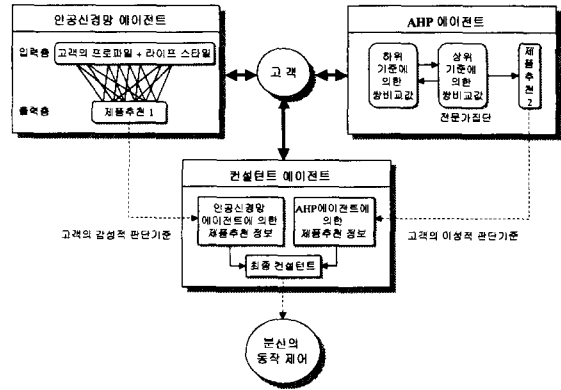 인공신경망 에이전트
입력층
고객의 프로파일 + 라이프 스타일
출력층
제품추천 1
고 객
AHP 에이전트
하위
기준에
의한
쌍비교값
상위
기준에
의한
쌍비교값
제
품
추
천
2
전문가집단
컨설턴트 에이전트
인공신경망
에이전트에 의한
제품추천 정보
AHP에이전트에
의한
제품추천 정보
최종 컨설턴트
고객의 감성적 판단기준
고객의 이성적 판단기준
분산의
동작 제어